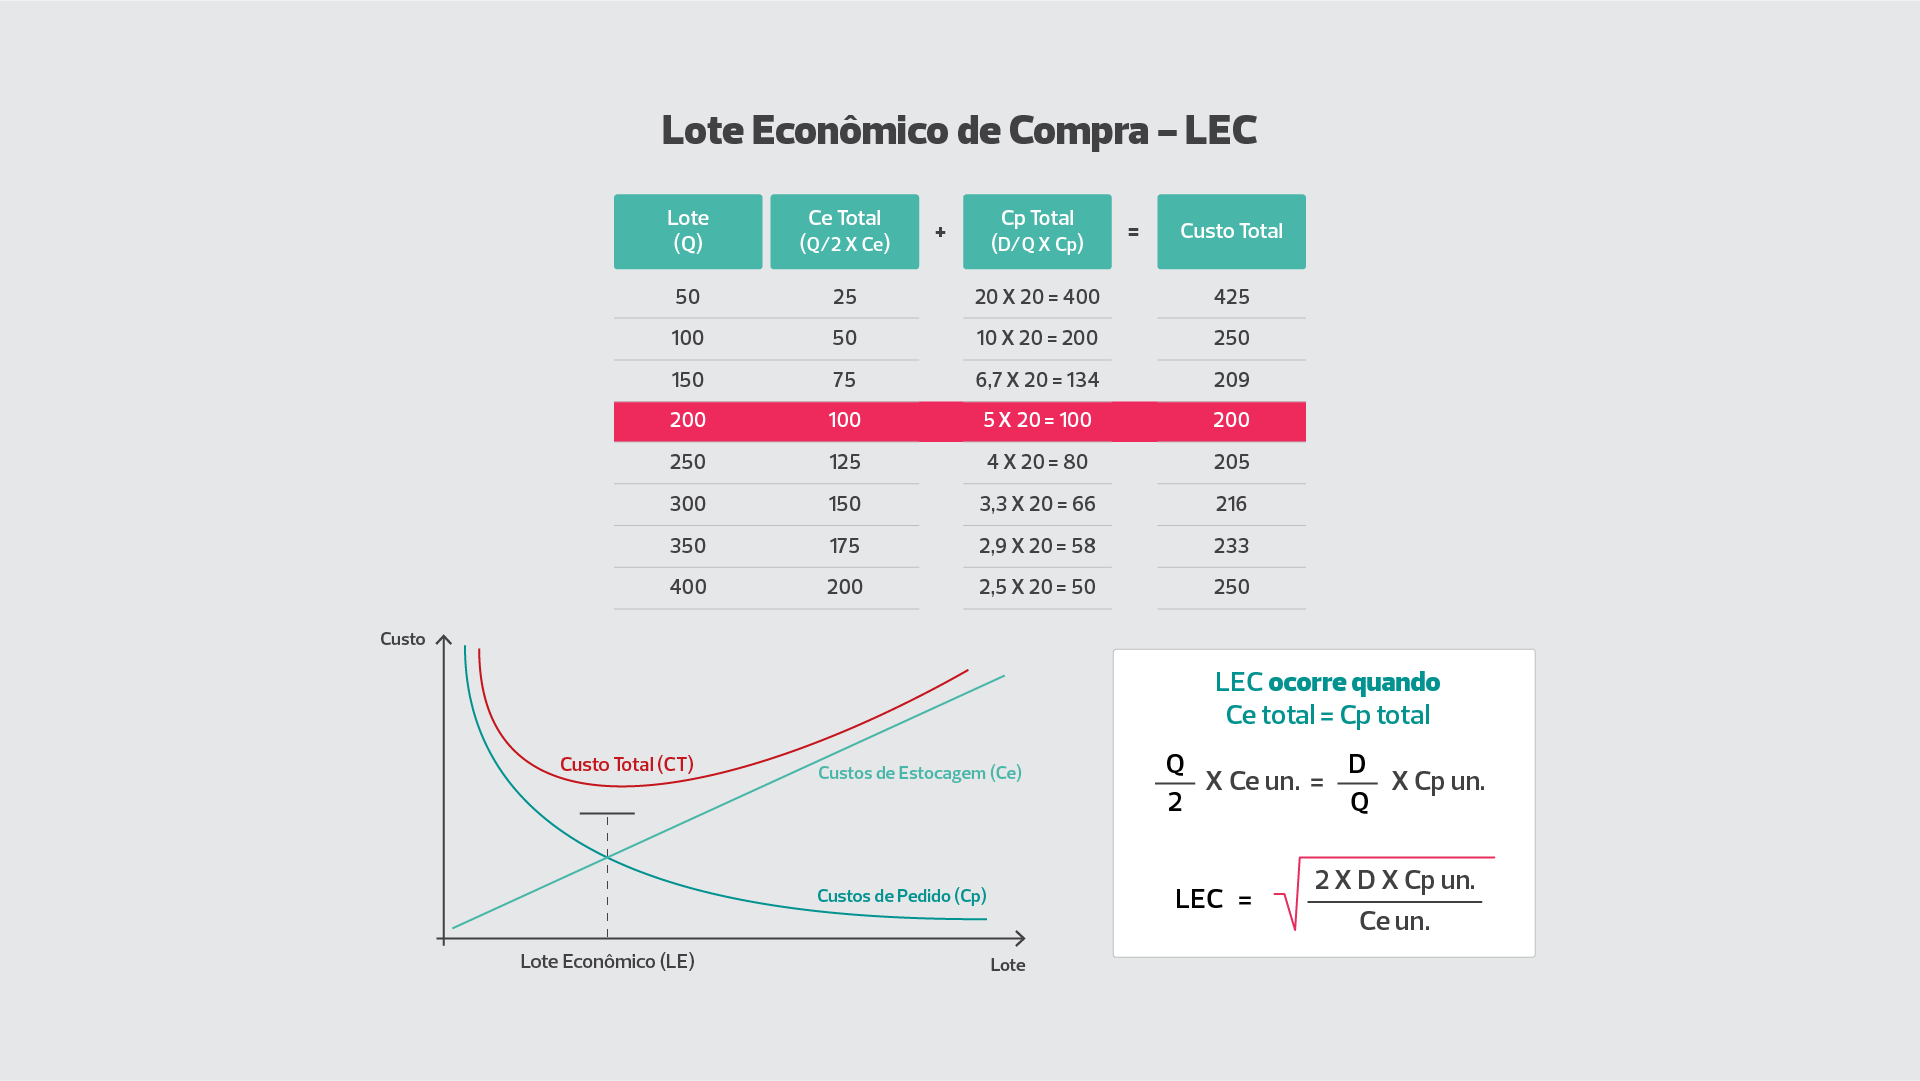 Lote Econômico de Compra – LEC
Lote
(Q)
Ce Total
(Q/2 X Ce)
+
Cp Total
(D/Q X Cp)
=
Custo Total
50 25 20 X 20 = 400 425
100 50 10 X 20 = 200 250
150 75 6,7 X 20 = 134 209
200 100 5 X 20 = 100 200
250 125 4 X 20 = 80 205
300 150 3,3 X 20 = 66 216
350 175 2,9 X 20 = 58 233
400 200 2,5 X 20 = 50 250
Custo
Custo Total (CT)
Custos de Estocagem (Ce)
Custos de Pedido (Cp)
Lote Econômico (LE)
Lote
LEC ocorre quando
Ce total = Cp total
Q
2
X Ce un. =
D
Q
X Cp un.
LEC = √
2 X D X Cp un.
Ce un.